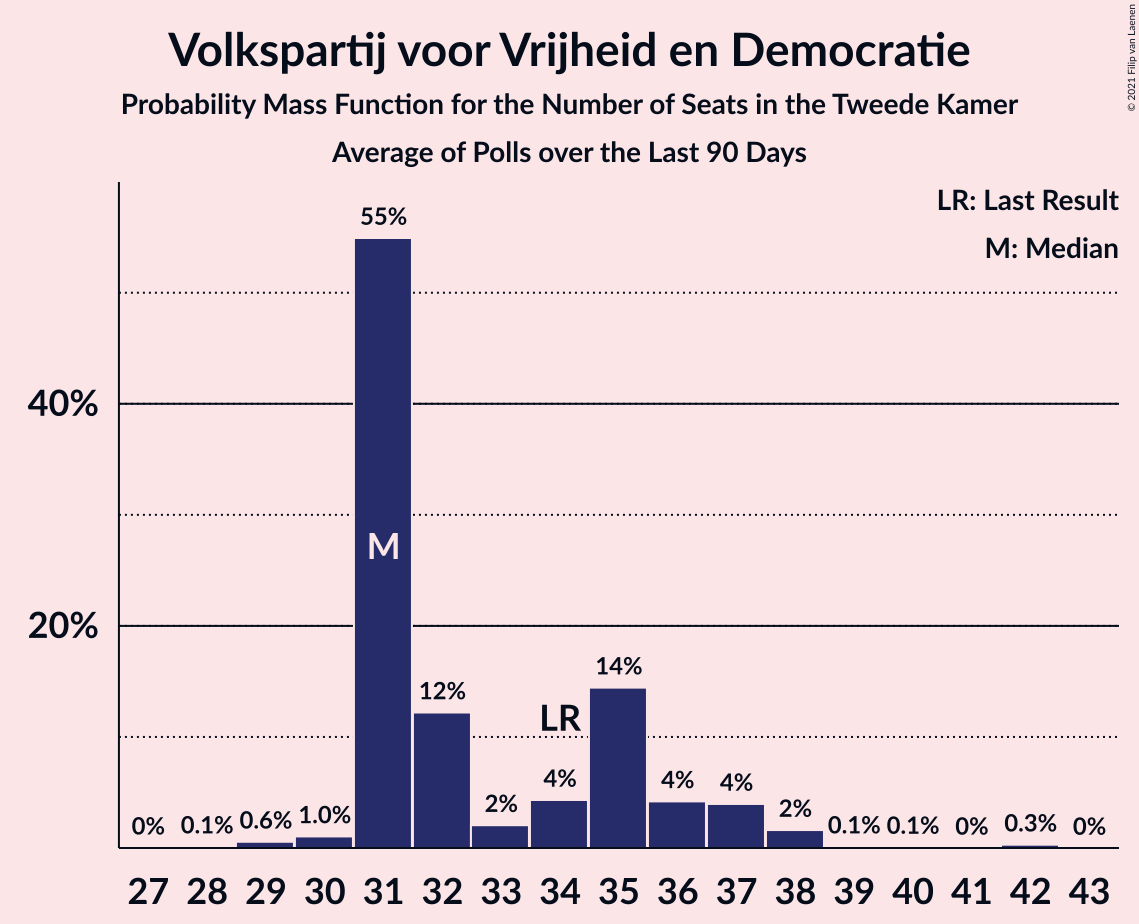 Volkspartij voor Vrijheid en Democratie
Probability Mass Function for the Number of Seats in the Tweede Kamer
Average of Polls over the Last 90 Days
© 2021 Filip van Laenen
LR: Last Result
M: Median
55%
40%
M
20%
14%
12%
LR
4%
4%
4%
2%
2%
0%
0.1%
0.6%
1.0%
0.1%
0.1%
0%
0.3%
0%
27 28 29 30 31 32 33 34 35 36 37 38 39 40 41 42 43